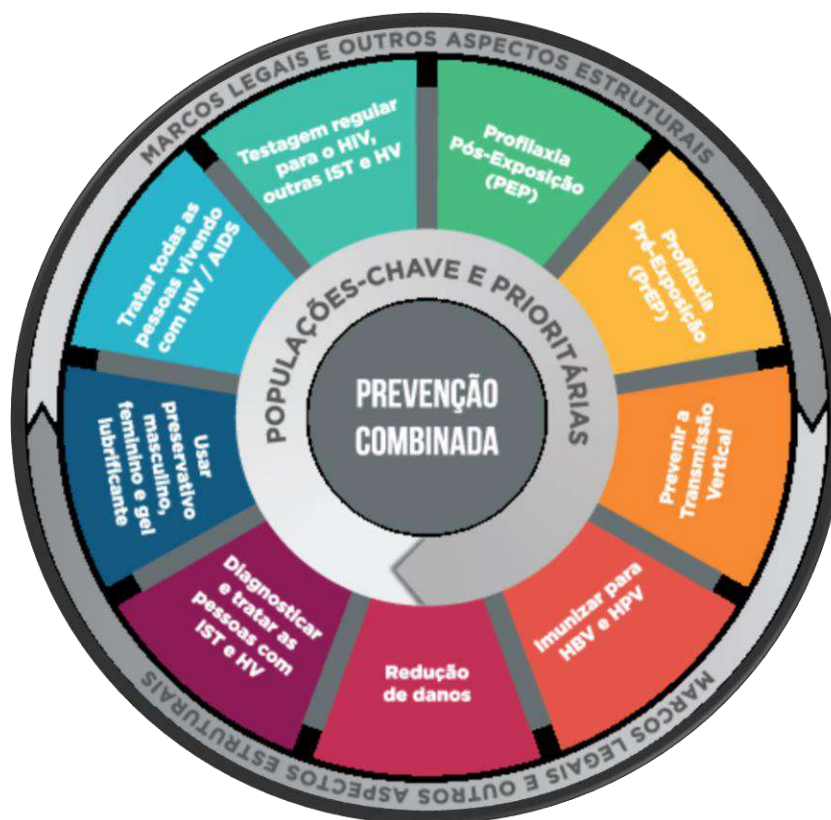 MARCOS LEGAIS E OUTROS ASPECTOS ESTRUTURAIS
Testagem regular
para o HIV,
outras IST e HV
Profilaxia
Pós-Exposição
(PEP)
Profilaxia
Pré-Exposição
(PrEP)
Prevenir a
Transmissão
Vertical
Imunizar para
HBV e HPV
Redução
de danos
Diagnosticar
e tratar as
pessoas com
IST e HV
Usar
preservativo
masculino,
feminino e gel
lubrificante
Tratar todas as
pessoas vivendo
com HIV / AIDS
POPULAÇÕES-CHAVE E PRIORITÁRIAS
PREVENÇÃO
COMBINADA
MARCOS LEGAIS E OUTROS ASPECTOS ESTRUTURAIS